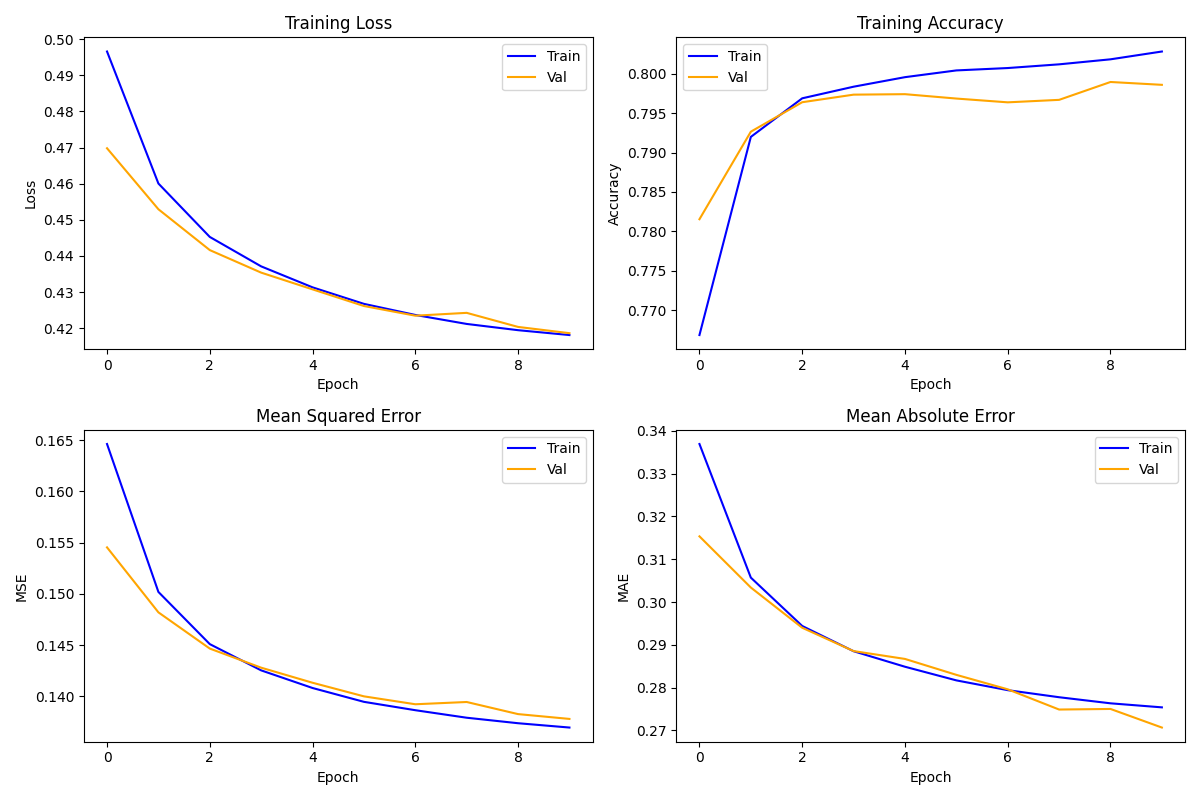 Training Loss
Loss
0.50
0.49
0.48
0.47
0.46
0.45
0.44
0.43
0.42
Train
Val
0 2 4 6 8
Epoch
Training Accuracy
Accuracy
0.800
0.795
0.790
0.785
0.780
0.775
0.770
Train
Val
0 2 4 6 8
Epoch
Mean Squared Error
MSE
0.165
0.160
0.155
0.150
0.145
0.140
Train
Val
0 2 4 6 8
Epoch
Mean Absolute Error
MAE
0.34
0.33
0.32
0.31
0.30
0.29
0.28
0.27
Train
Val
0 2 4 6 8
Epoch